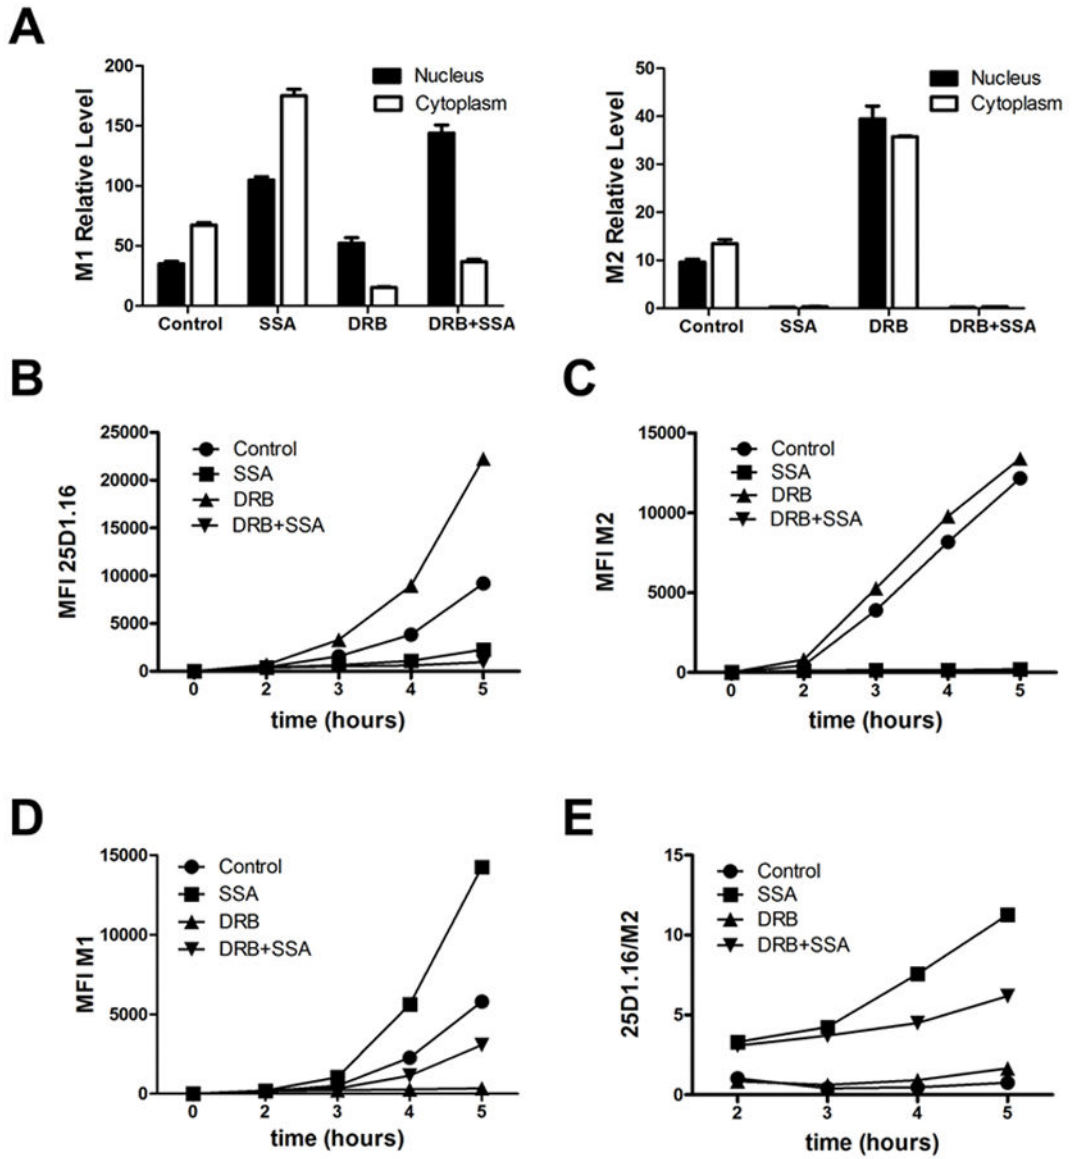 A
M1 Relative Level
200
150
100
50
0
Nucleus
Cytoplasm
Control SSA DRB DRB+SSA
M2 Relative Level
50
40
30
20
10
0
Nucleus
Cytoplasm
Control SSA DRB DRB+SSA
B
MFI 25D1.16
25000
20000
15000
10000
5000
0
Control
SSA
DRB
DRB+SSA
0 2 3 4 5
time (hours)
C
MFI M2
15000
10000
5000
0
Control
SSA
DRB
DRB+SSA
0 2 3 4 5
time (hours)
D
MFI M1
15000
10000
5000
0
Control
SSA
DRB
DRB+SSA
0 2 3 4 5
time (hours)
E
25D1.16/M2
15
10
5
0
Control
SSA
DRB
DRB+SSA
2 3 4 5
time (hours)